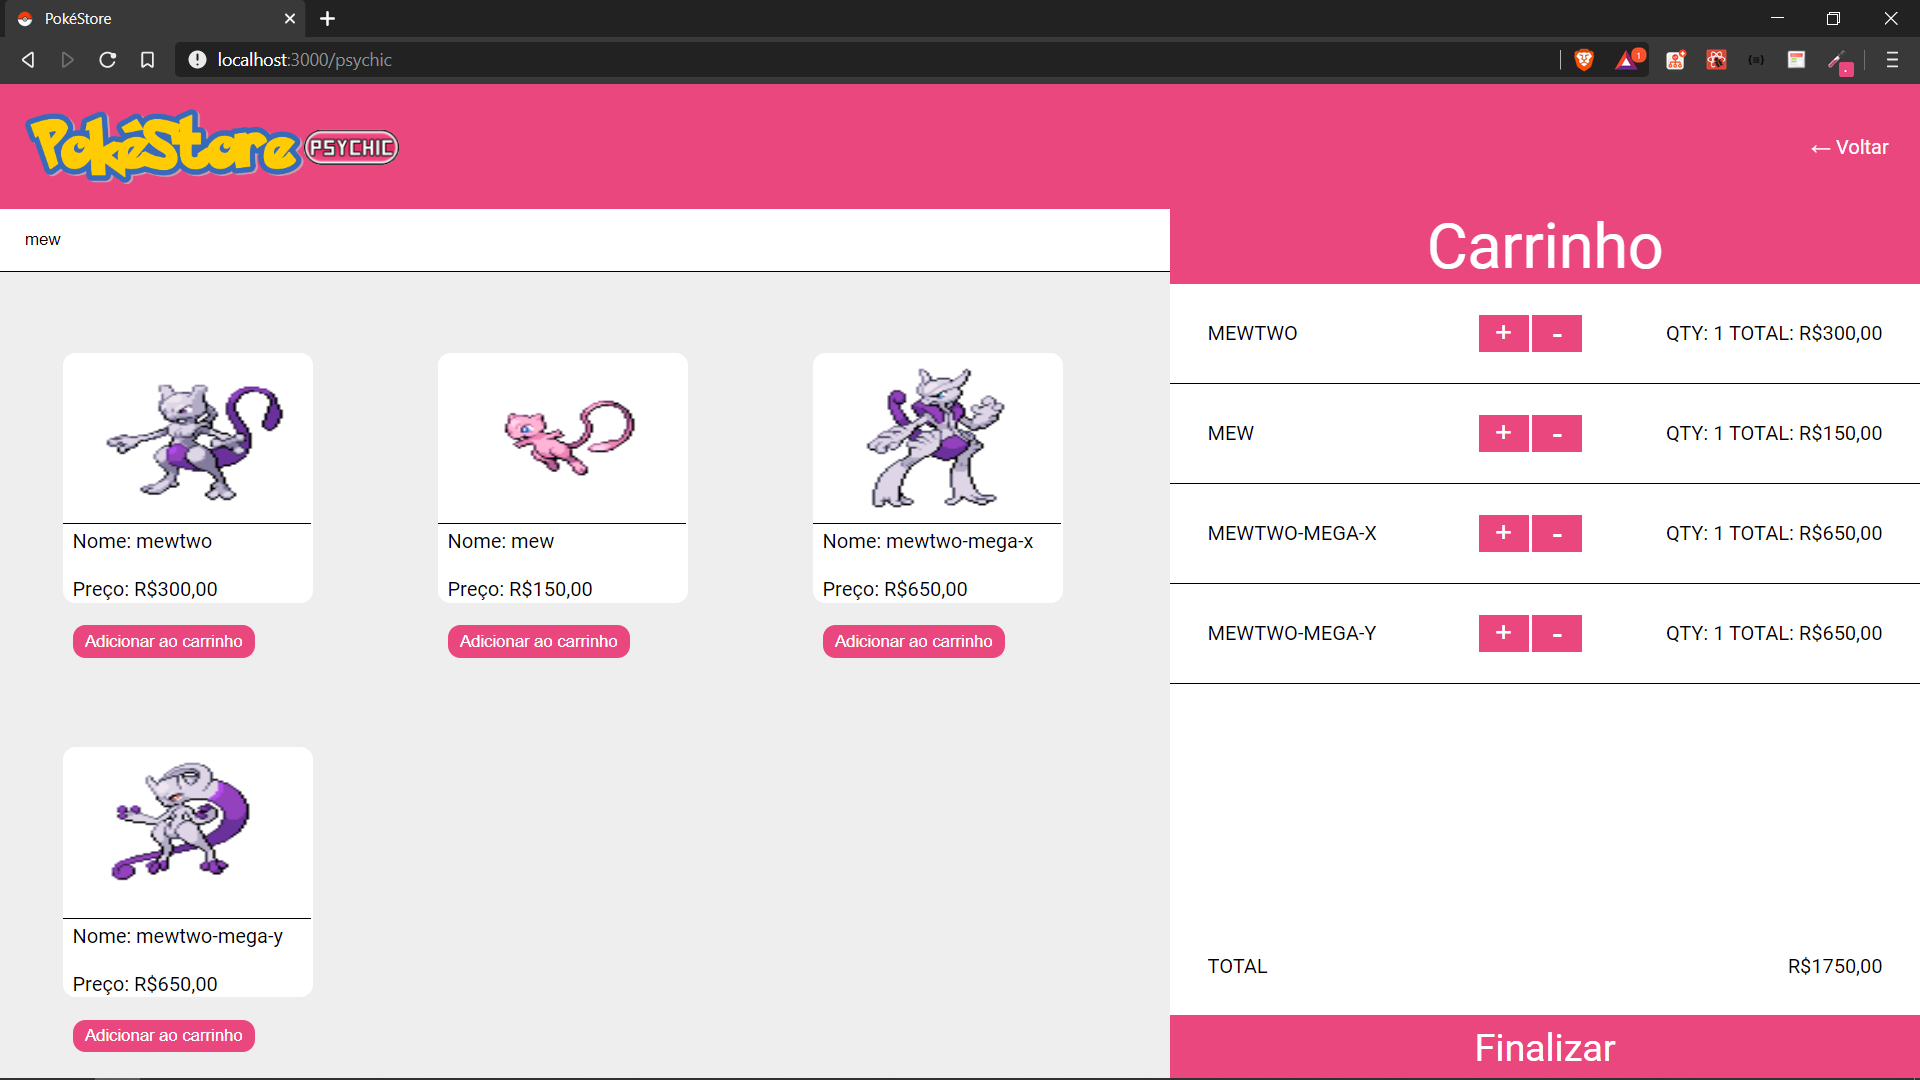 PokéStore
localhost:3000/psychic
1
PokéStore PSYCHIC
← Voltar
mew
Nome: mewtwo
Preço: R$300,00
Adicionar ao carrinho
Nome: mew
Preço: R$150,00
Adicionar ao carrinho
Nome: mewtwo-mega-x
Preço: R$650,00
Adicionar ao carrinho
Nome: mewtwo-mega-y
Preço: R$650,00
Adicionar ao carrinho
Carrinho
MEWTWO + - QTY: 1 TOTAL: R$300,00
MEW + - QTY: 1 TOTAL: R$150,00
MEWTWO-MEGA-X + - QTY: 1 TOTAL: R$650,00
MEWTWO-MEGA-Y + - QTY: 1 TOTAL: R$650,00
TOTAL R$1750,00
Finalizar